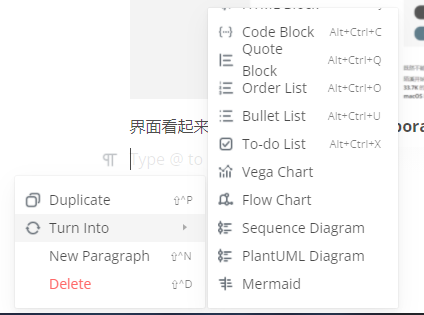 Code Block Alt+Ctrl+C
Quote Block Alt+Ctrl+Q
Order List Alt+Ctrl+O
Bullet List Alt+Ctrl+U
To-do List Alt+Ctrl+X
Vega Chart
Flow Chart
Sequence Diagram
PlantUML Diagram
Mermaid
界面看起来
Type @ to
Duplicate ⇧^P
Turn Into
New Paragraph ⇧^N
Delete ⇧^D
macOS